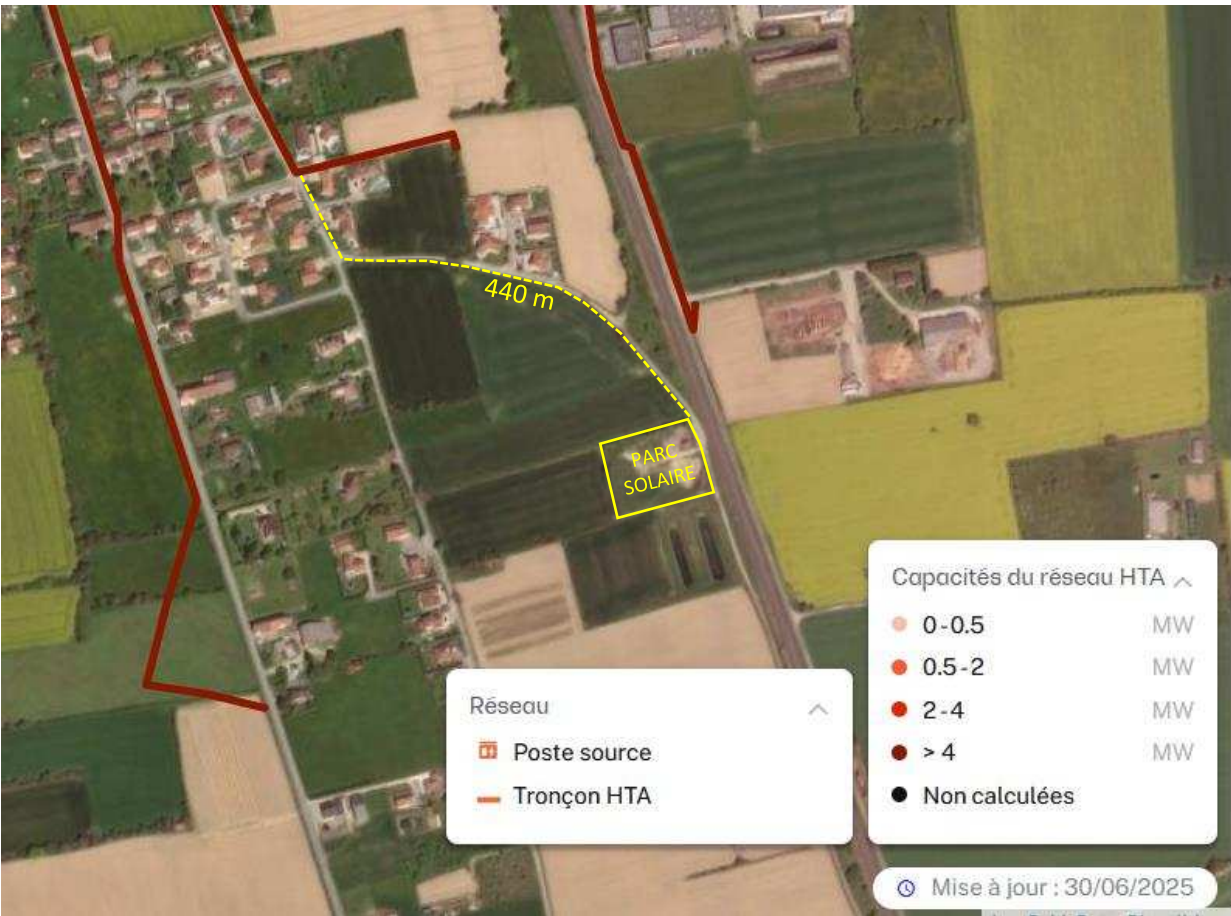 440 m
PARC
SOLAIRE
Capacités du réseau HTA
0-0.5 MW
0.5-2 MW
2-4 MW
> 4 MW
Non calculées
Réseau
Poste source
Tronçon HTA
Mise à jour : 30/06/2025